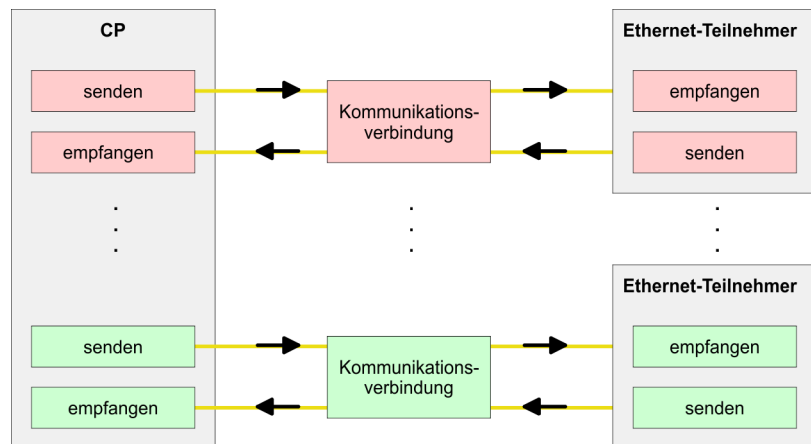 CP
Ethernet-Teilnehmer
senden
Kommunikations-
verbindung
empfangen
empfangen
senden
Ethernet-Teilnehmer
senden
Kommunikations-
verbindung
empfangen
empfangen
senden